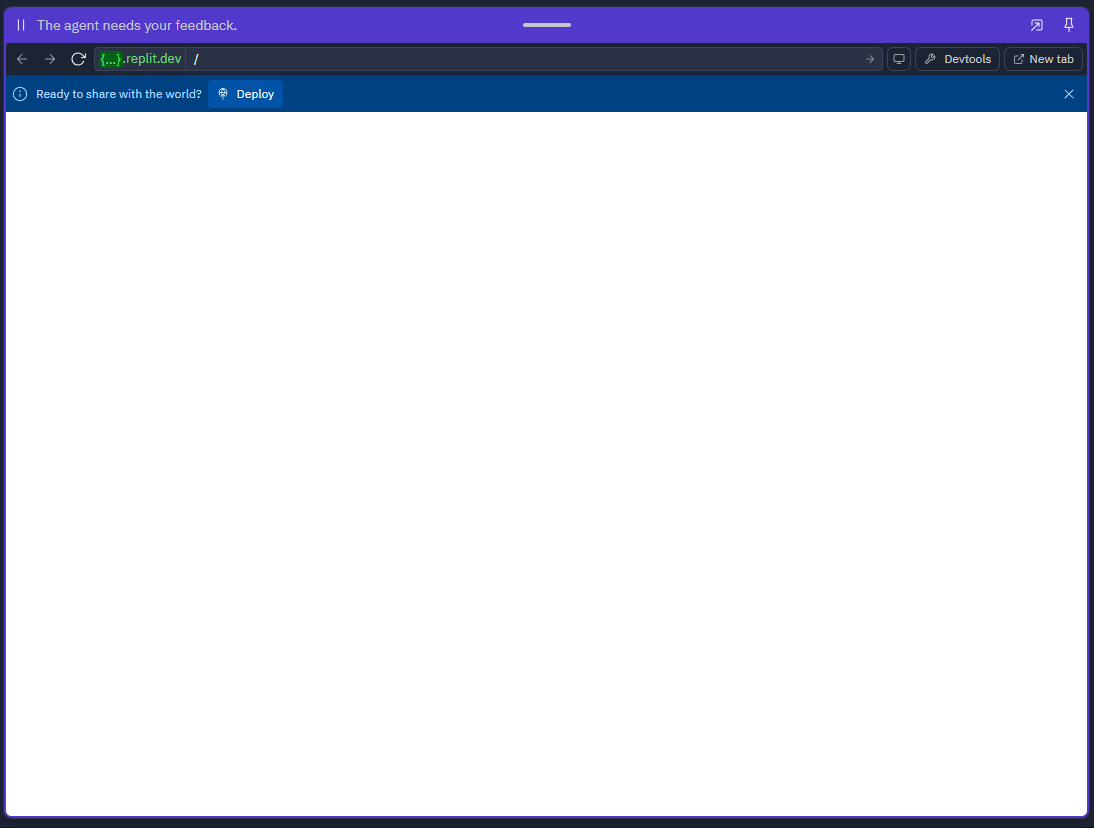 The agent needs your feedback.
{...}.replit.dev / Devtools New tab
Ready to share with the world? Deploy